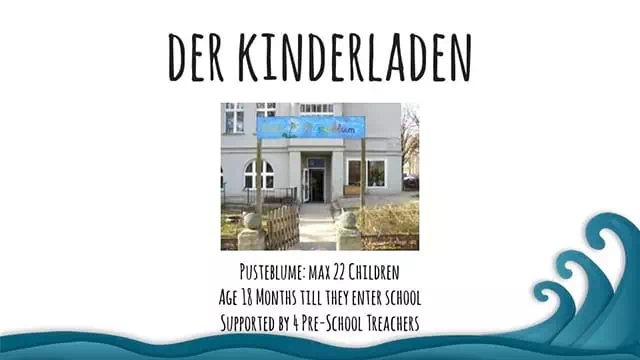 DER KINDERLADEN
PUSTEBLUME: MAX 22 CHILDREN
AGE 18 MONTHS TILL THEY ENTER SCHOOL
SUPPORTED BY 4 PRE-SCHOOL TREACHERS